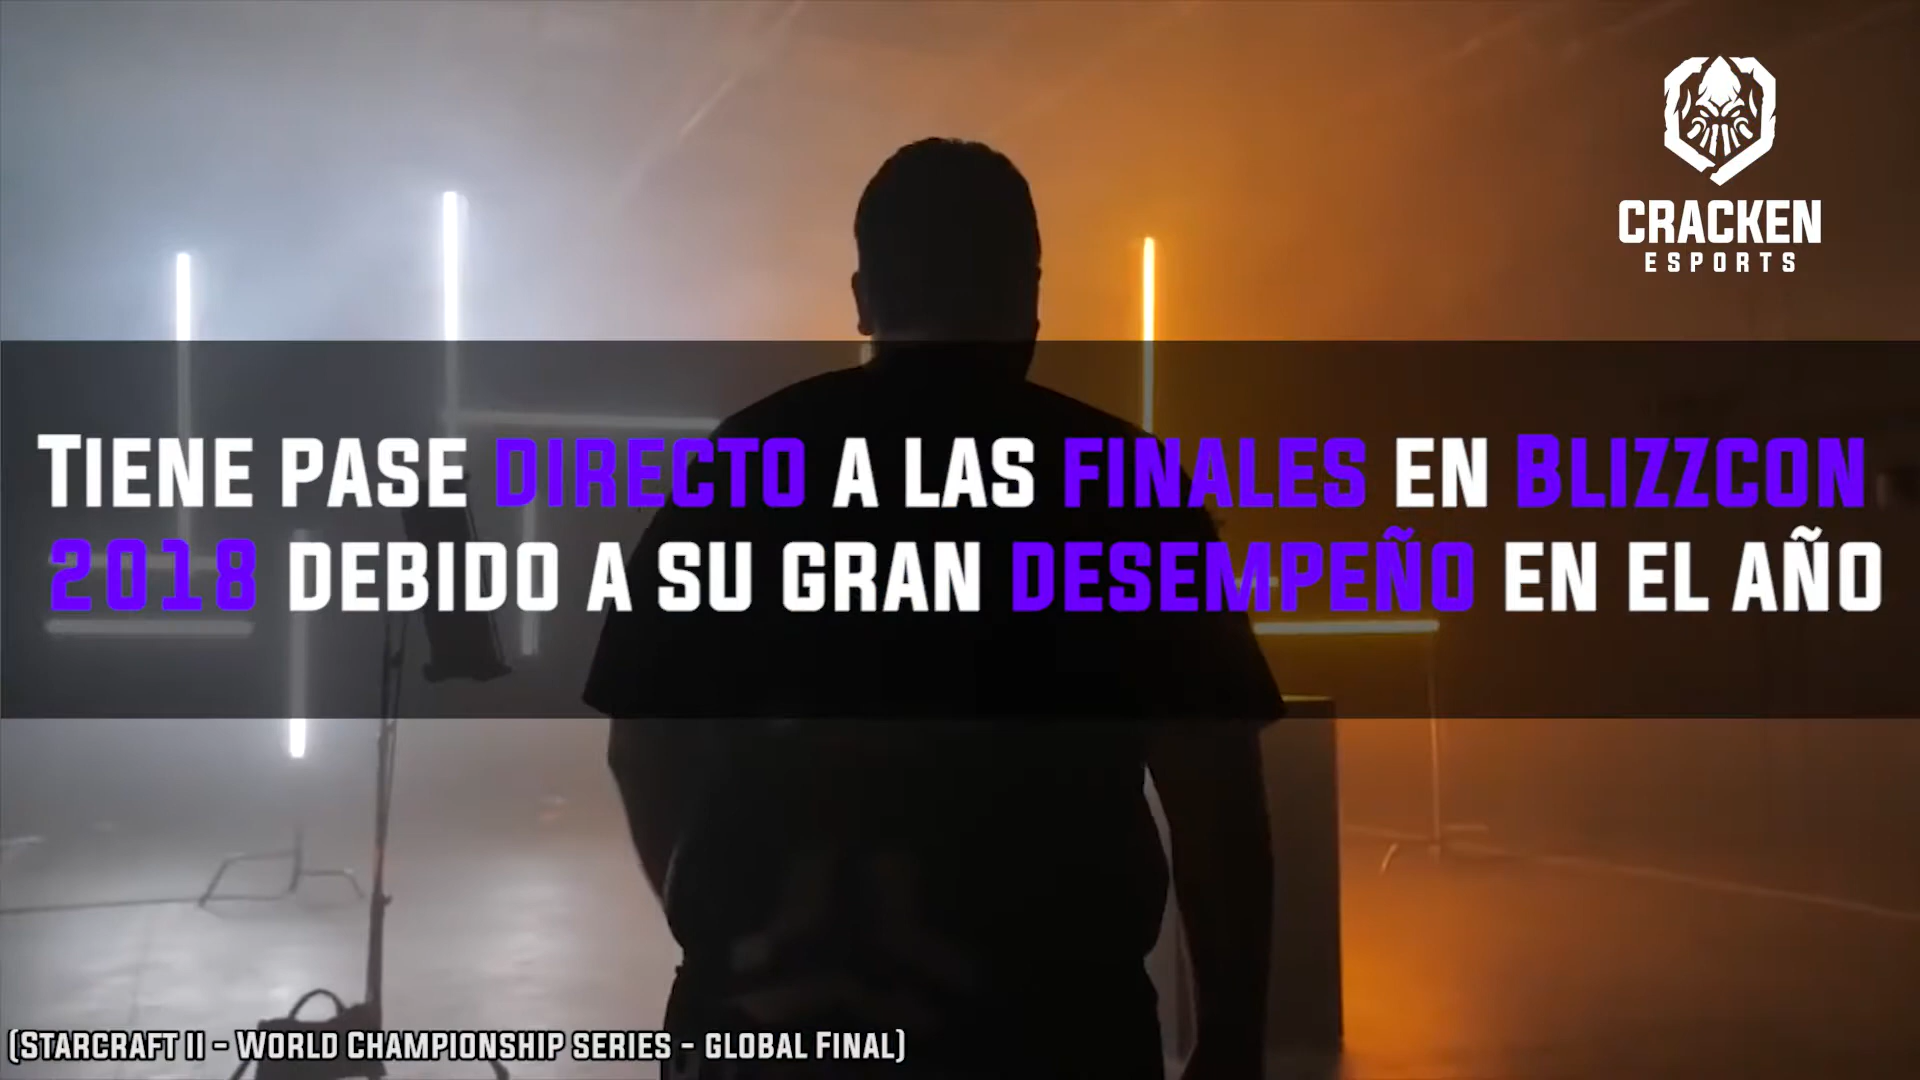 CRACKEN
ESPORTS
TIENE PASE DIRECTO A LAS FINALES EN BLIZZCON
2018 DEBIDO A SU GRAN DESEMPEÑO EN EL AÑO
(STARCRAFT II - WORLD CHAMPIONSHIP SERIES - GLOBAL FINAL)